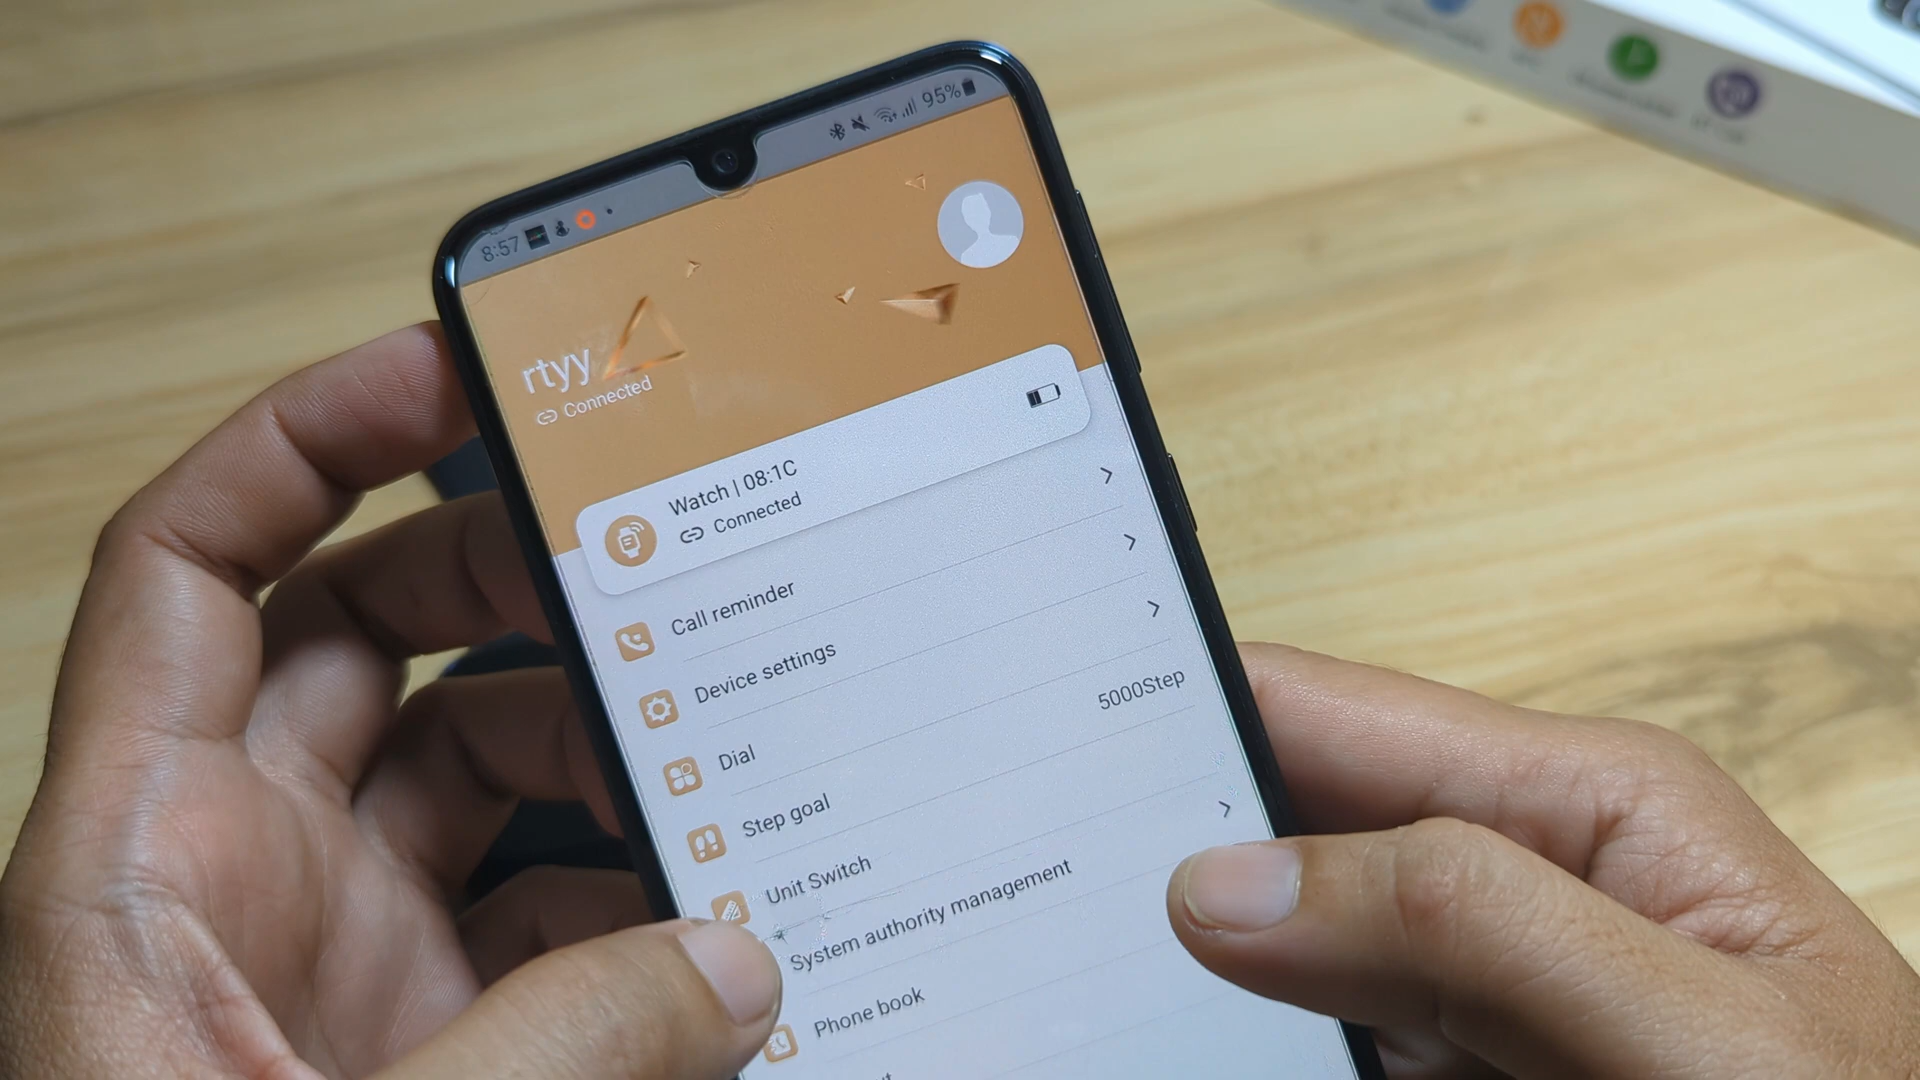 8:57
95%
rtyy
Connected
Watch | 08:1C
Connected
Call reminder
Device settings
Dial
Step goal
5000Step
Unit Switch
System authority management
Phone book